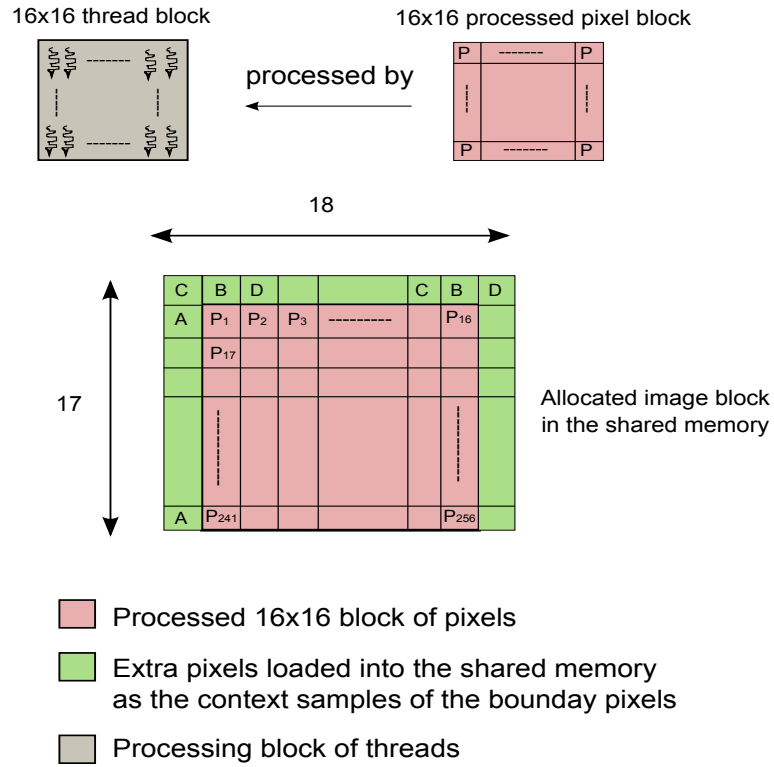 16x16 thread block
16x16 processed pixel block
processed by
P ------- P
P ------- P
18
C B D C B D
A P1 P2 P3 --------- P16
P17
17
Allocated image block
in the shared memory
A P241 P256
Processed 16x16 block of pixels
Extra pixels loaded into the shared memory
as the context samples of the bounday pixels
Processing block of threads